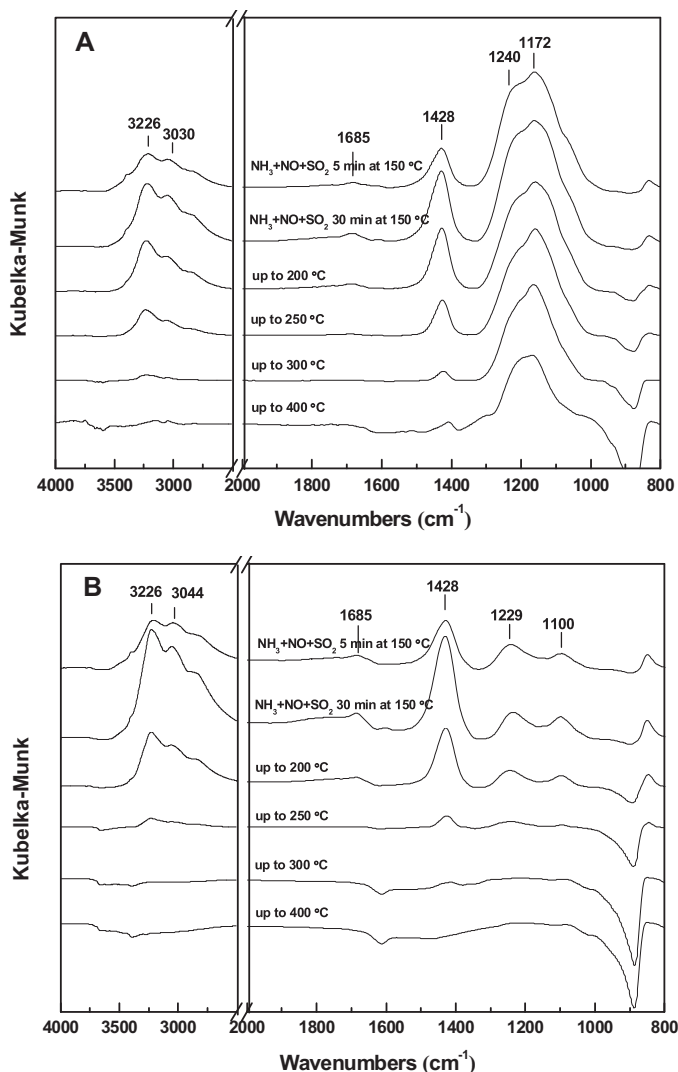 A
1172
1240
3226
3030
1428
1685
NH₃+NO+SO₂ 5 min at 150 °C
NH₃+NO+SO₂ 30 min at 150 °C
up to 200 °C
up to 250 °C
up to 300 °C
up to 400 °C
Kubelka-Munk
4000 3500 3000 2000 1800 1600 1400 1200 1000 800
Wavenumbers (cm⁻¹)
B
3226 3044
1428
1685
1229
1100
NH₃+NO+SO₂ 5 min at 150 °C
NH₃+NO+SO₂ 30 min at 150 °C
up to 200 °C
up to 250 °C
up to 300 °C
up to 400 °C
Kubelka-Munk
4000 3500 3000 2000 1800 1600 1400 1200 1000 800
Wavenumbers (cm⁻¹)